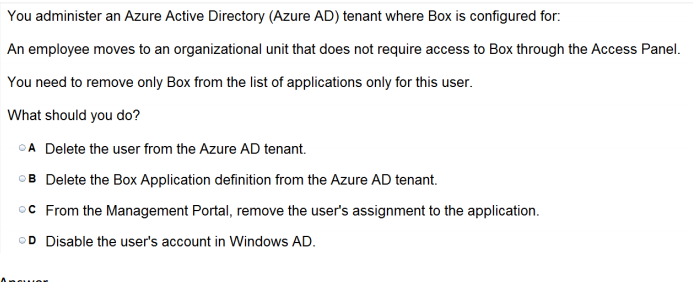 You administer an Azure Active Directory (Azure AD) tenant where Box is configured for:
An employee moves to an organizational unit that does not require access to Box through the Access Panel.
You need to remove only Box from the list of applications only for this user.
What should you do?
A Delete the user from the Azure AD tenant.
B Delete the Box Application definition from the Azure AD tenant.
C From the Management Portal, remove the user's assignment to the application.
D Disable the user's account in Windows AD.
Answer